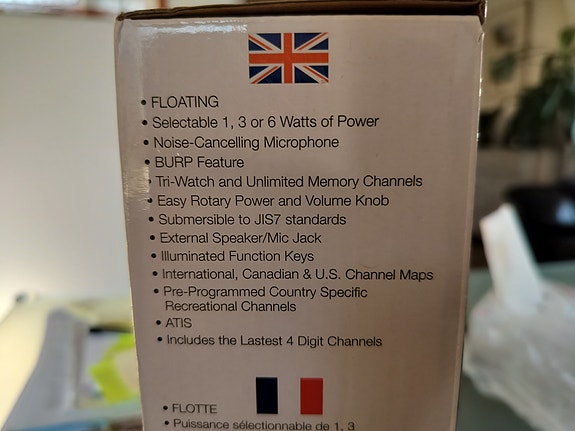 • FLOATING
• Selectable 1, 3 or 6 Watts of Power
• Noise-Cancelling Microphone
• BURP Feature
• Tri-Watch and Unlimited Memory Channels
• Easy Rotary Power and Volume Knob
• Submersible to JIS7 standards
• External Speaker/Mic Jack
• Illuminated Function Keys
• International, Canadian & U.S. Channel Maps
• Pre-Programmed Country Specific
Recreational Channels
• ATIS
• Includes the Lastest 4 Digit Channels
• FLOTTE
• Puissance sélectionnable de 1, 3